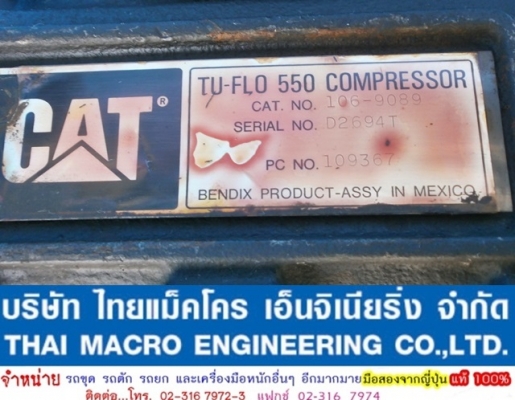 CAT®
TU-FLO 550 COMPRESSOR
CAT. NO. 106-9089
SERIAL NO. D2694T
PC NO. 109367
BENDIX PRODUCT-ASSY IN MEXICO
บริษัท ไทยแม็คโคร เอ็นจิเนียริ่ง จำกัด
THAI MACRO ENGINEERING CO.,LTD.
จำหน่าย รถขุด รถตัก รถยก และเครื่องมือหนักอื่นๆ อีกมากมายมือสองจากญี่ปุ่น แท้ 100%
ติดต่อ...โทร. 02-316 7972-3 แฟกซ์ 02-316 7974